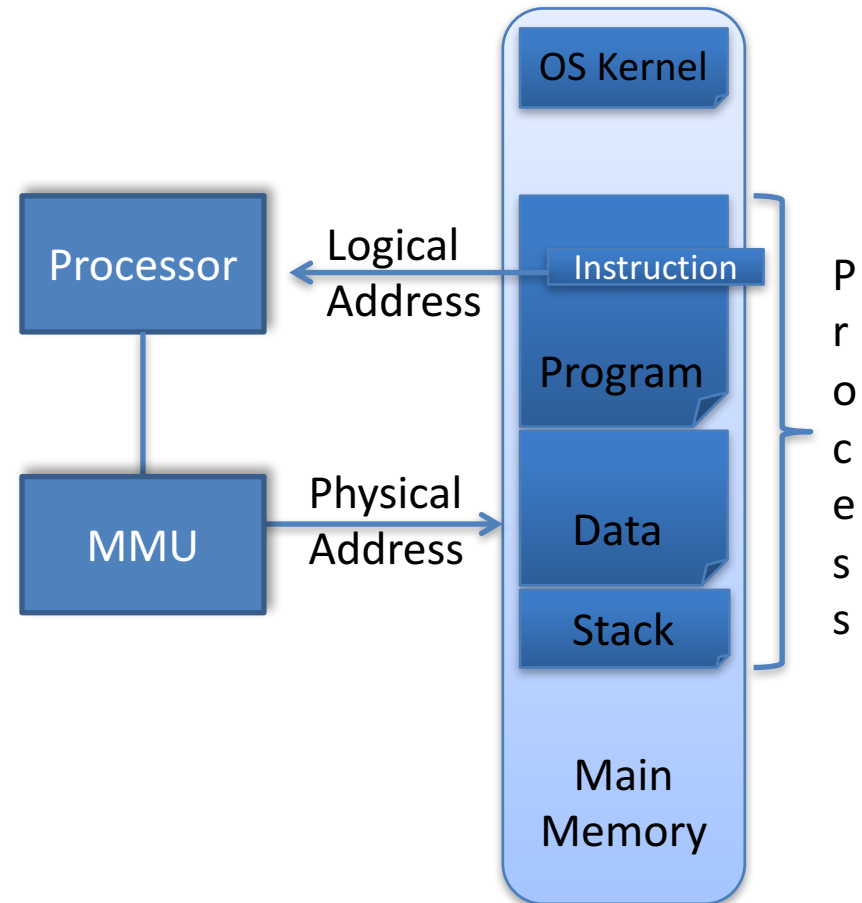 OS Kernel
Processor
Logical
Address
Instruction
Program
MMU
Physical
Address
Data
Stack
Main
Memory
P
r
o
c
e
s
s